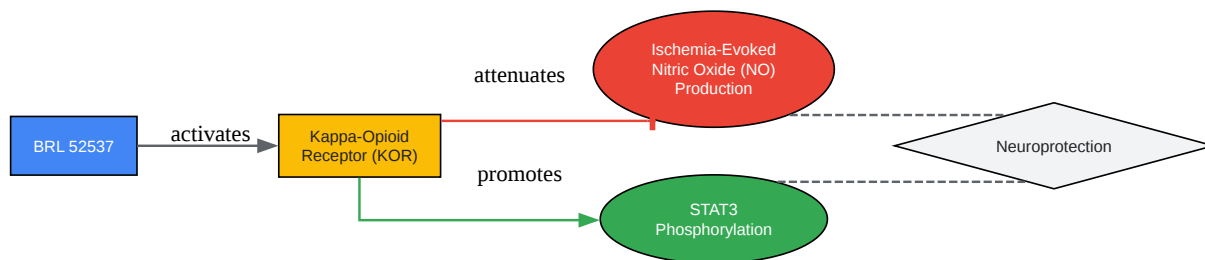 BRL 52537
activates
Kappa-Opioid
Receptor (KOR)
attenuates
promotes
Ischemia-Evoked
Nitric Oxide (NO)
Production
STAT3
Phosphorylation
Neuroprotection